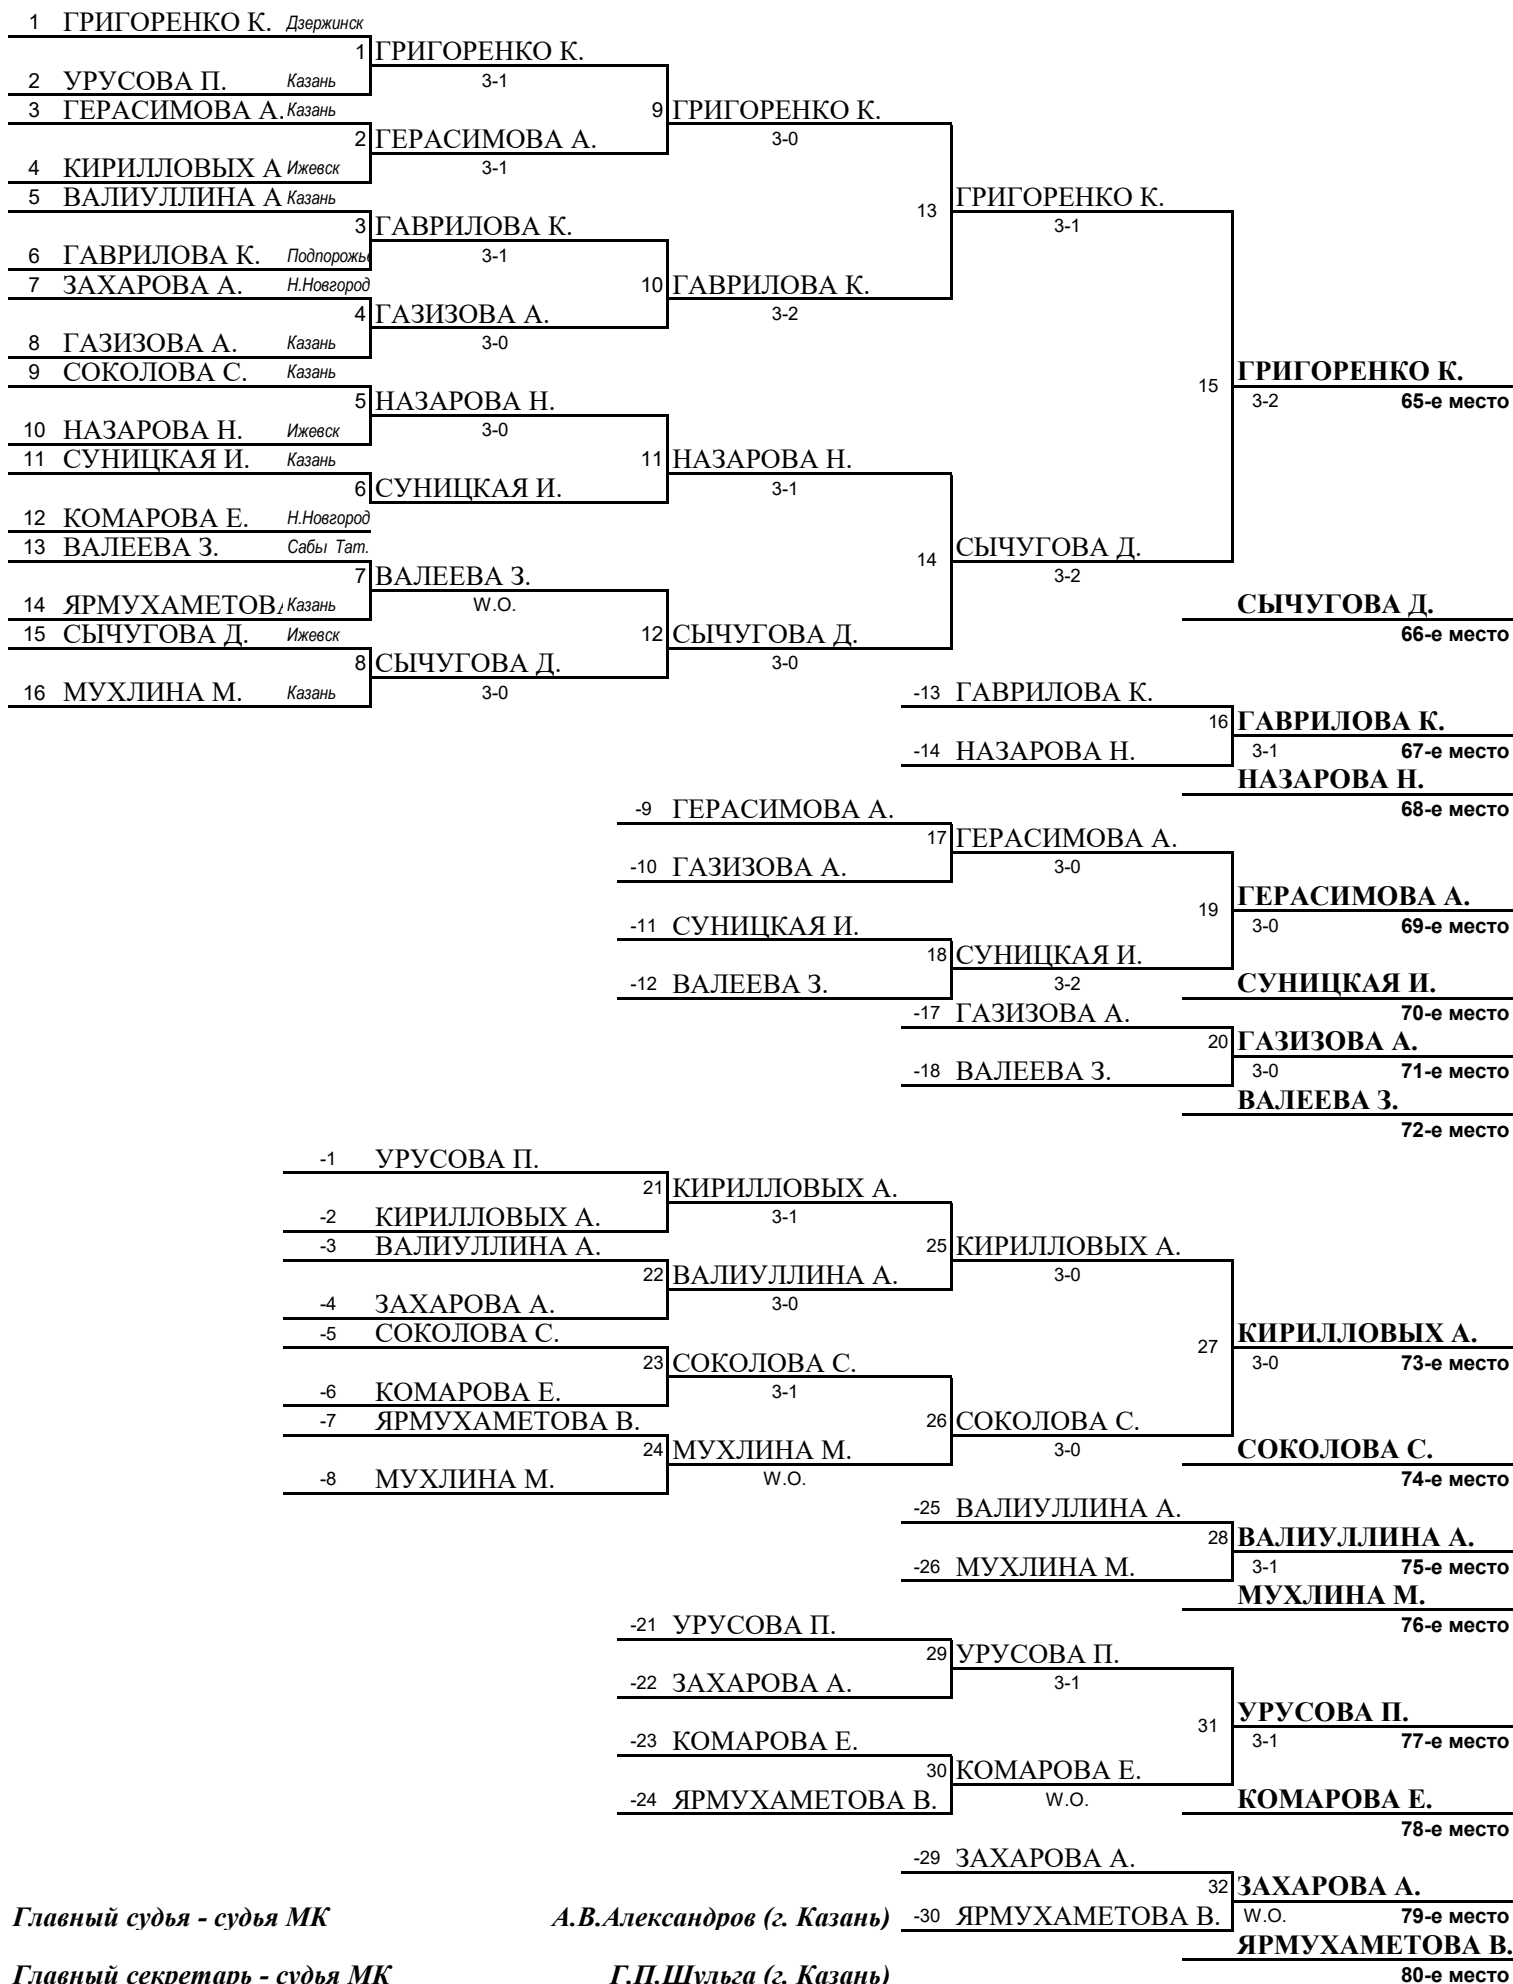 1 ГРИГОРЕНКО К. Дзержинск
1 ГРИГОРЕНКО К.
2 УРУСОВА П. Казань 3-1
3 ГЕРАСИМОВА А. Казань 9 ГРИГОРЕНКО К.
2 ГЕРАСИМОВА А. 3-0
4 КИРИЛЛОВЫХ А Ижевск 3-1
5 ВАЛИУЛЛИНА А Казань 13 ГРИГОРЕНКО К.
3 ГАВРИЛОВА К. 3-1
6 ГАВРИЛОВА К. Подпорожье 3-1
7 ЗАХАРОВА А. Н.Новгород 10 ГАВРИЛОВА К.
4 ГАЗИЗОВА А. 3-2
8 ГАЗИЗОВА А. Казань 3-0
9 СОКОЛОВА С. Казань 15 ГРИГОРЕНКО К.
5 НАЗАРОВА Н. 3-2 65-е место
10 НАЗАРОВА Н. Ижевск 3-0
11 СУНИЦКАЯ И. Казань 11 НАЗАРОВА Н.
6 СУНИЦКАЯ И. 3-1
12 КОМАРОВА Е. Н.Новгород
13 ВАЛЕЕВА З. Сабы Тат. 14 СЫЧУГОВА Д.
7 ВАЛЕЕВА З. 3-2
14 ЯРМУХАМЕТОВА Казань W.O. СЫЧУГОВА Д.
15 СЫЧУГОВА Д. Ижевск 12 СЫЧУГОВА Д. 66-е место
8 СЫЧУГОВА Д. 3-0
16 МУХЛИНА М. Казань 3-0 -13 ГАВРИЛОВА К.
16 ГАВРИЛОВА К.
-14 НАЗАРОВА Н. 3-1 67-е место
НАЗАРОВА Н.
-9 ГЕРАСИМОВА А. 68-е место
17 ГЕРАСИМОВА А.
-10 ГАЗИЗОВА А. 3-0
19 ГЕРАСИМОВА А.
-11 СУНИЦКАЯ И. 3-0 69-е место
18 СУНИЦКАЯ И.
-12 ВАЛЕЕВА З. 3-2 СУНИЦКАЯ И.
-17 ГАЗИЗОВА А. 70-е место
20 ГАЗИЗОВА А.
-18 ВАЛЕЕВА З. 3-0 71-е место
ВАЛЕЕВА З.
72-е место
-1 УРУСОВА П.
21 КИРИЛЛОВЫХ А.
-2 КИРИЛЛОВЫХ А. 3-1
-3 ВАЛИУЛЛИНА А. 25 КИРИЛЛОВЫХ А.
22 ВАЛИУЛЛИНА А. 3-0
-4 ЗАХАРОВА А. 3-0
-5 СОКОЛОВА С. 27 КИРИЛЛОВЫХ А.
23 СОКОЛОВА С. 3-0 73-е место
-6 КОМАРОВА Е. 3-1
-7 ЯРМУХАМЕТОВА В. 26 СОКОЛОВА С.
24 МУХЛИНА М. 3-0 СОКОЛОВА С.
-8 МУХЛИНА М. W.O. 74-е место
-25 ВАЛИУЛЛИНА А.
28 ВАЛИУЛЛИНА А.
-26 МУХЛИНА М. 3-1 75-е место
МУХЛИНА М.
-21 УРУСОВА П. 76-е место
29 УРУСОВА П.
-22 ЗАХАРОВА А. 3-1
31 УРУСОВА П.
-23 КОМАРОВА Е. 3-1 77-е место
30 КОМАРОВА Е.
-24 ЯРМУХАМЕТОВА В. W.O. КОМАРОВА Е.
78-е место
-29 ЗАХАРОВА А.
32 ЗАХАРОВА А.
Главный судья - судья МК А.В.Александров (г. Казань) -30 ЯРМУХАМЕТОВА В. W.O. 79-е место
ЯРМУХАМЕТОВА В.
Главный секретарь - судья МК Г.П.Шульга (г. Казань) 80-е место